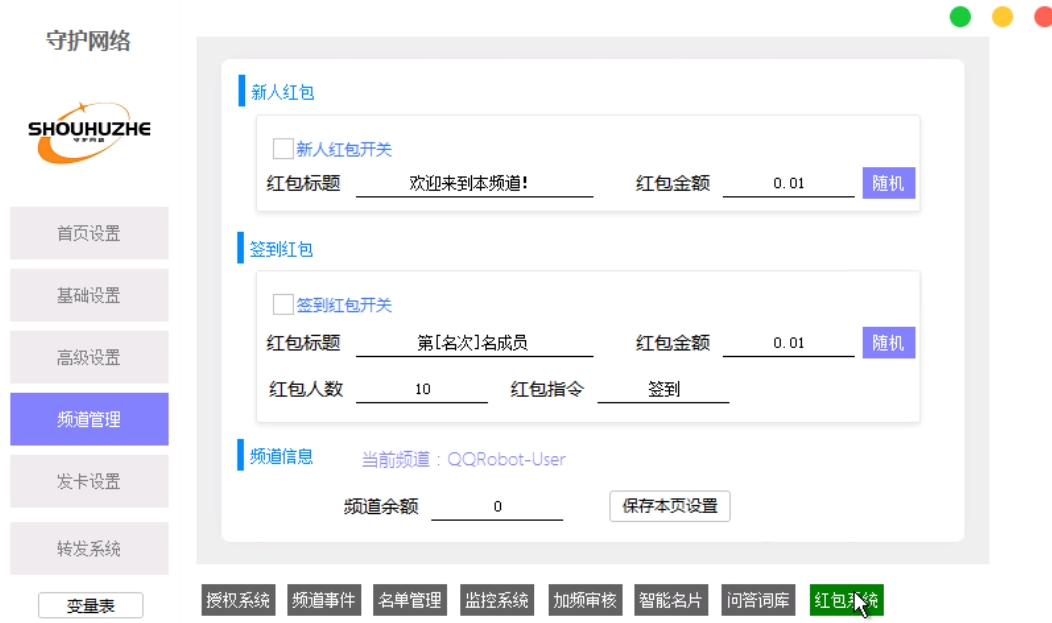 守护网络
SHOUHUZHE
守护网络
首页设置
基础设置
高级设置
频道管理
发卡设置
转发系统
变量表
新人红包
新人红包开关
红包标题 欢迎来到本频道! 红包金额 0.01 随机
签到红包
签到红包开关
红包标题 第[名次]名成员 红包金额 0.01 随机
红包人数 10 红包指令 签到
频道信息 当前频道：QQRobot-User
频道余额 0 保存本页设置
授权系统 频道事件 名单管理 监控系统 加频审核 智能名片 问答词库 红包系统